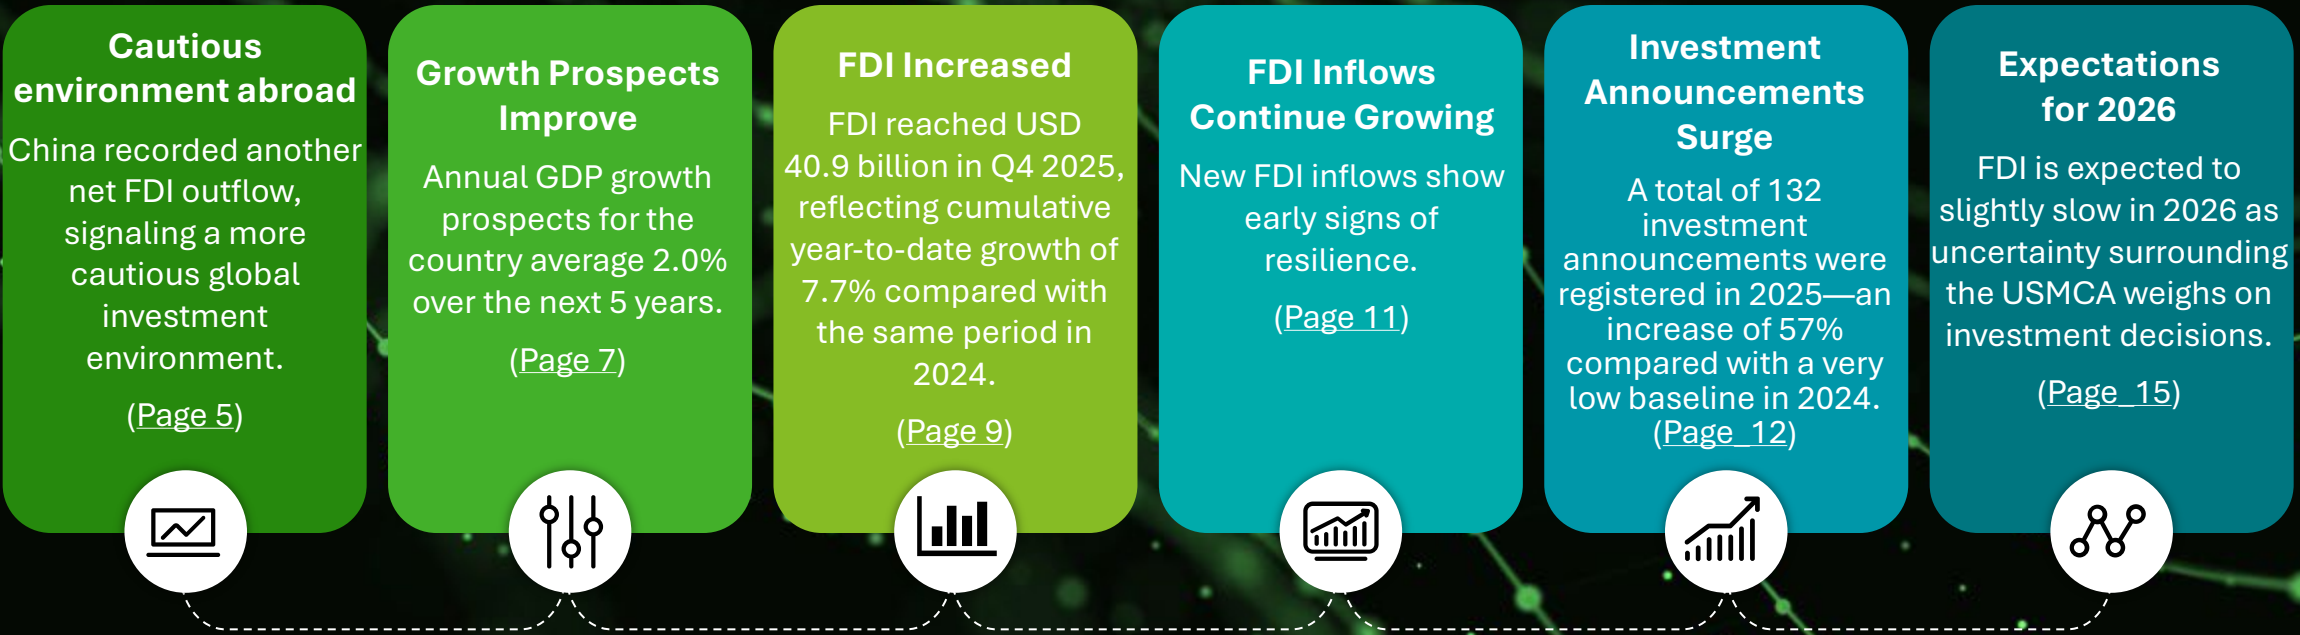 Cautious
environment abroad
China recorded another
net FDI outflow,
signaling a more
cautious global
investment
environment.
(Page 5)
Growth Prospects
Improve
Annual GDP growth
prospects for the
country average 2.0%
over the next 5 years.
(Page 7)
FDI Increased
FDI reached USD
40.9 billion in Q4 2025,
reflecting cumulative
year-to-date growth of
7.7% compared with
the same period in
2024.
(Page 9)
FDI Inflows
Continue Growing
New FDI inflows show
early signs of
resilience.
(Page 11)
Investment
Announcements
Surge
A total of 132
investment
announcements were
registered in 2025—an
increase of 57%
compared with a very
low baseline in 2024.
(Page_12)
Expectations
for 2026
FDI is expected to
slightly slow in 2026 as
uncertainty surrounding
the USMCA weighs on
investment decisions.
(Page_15)